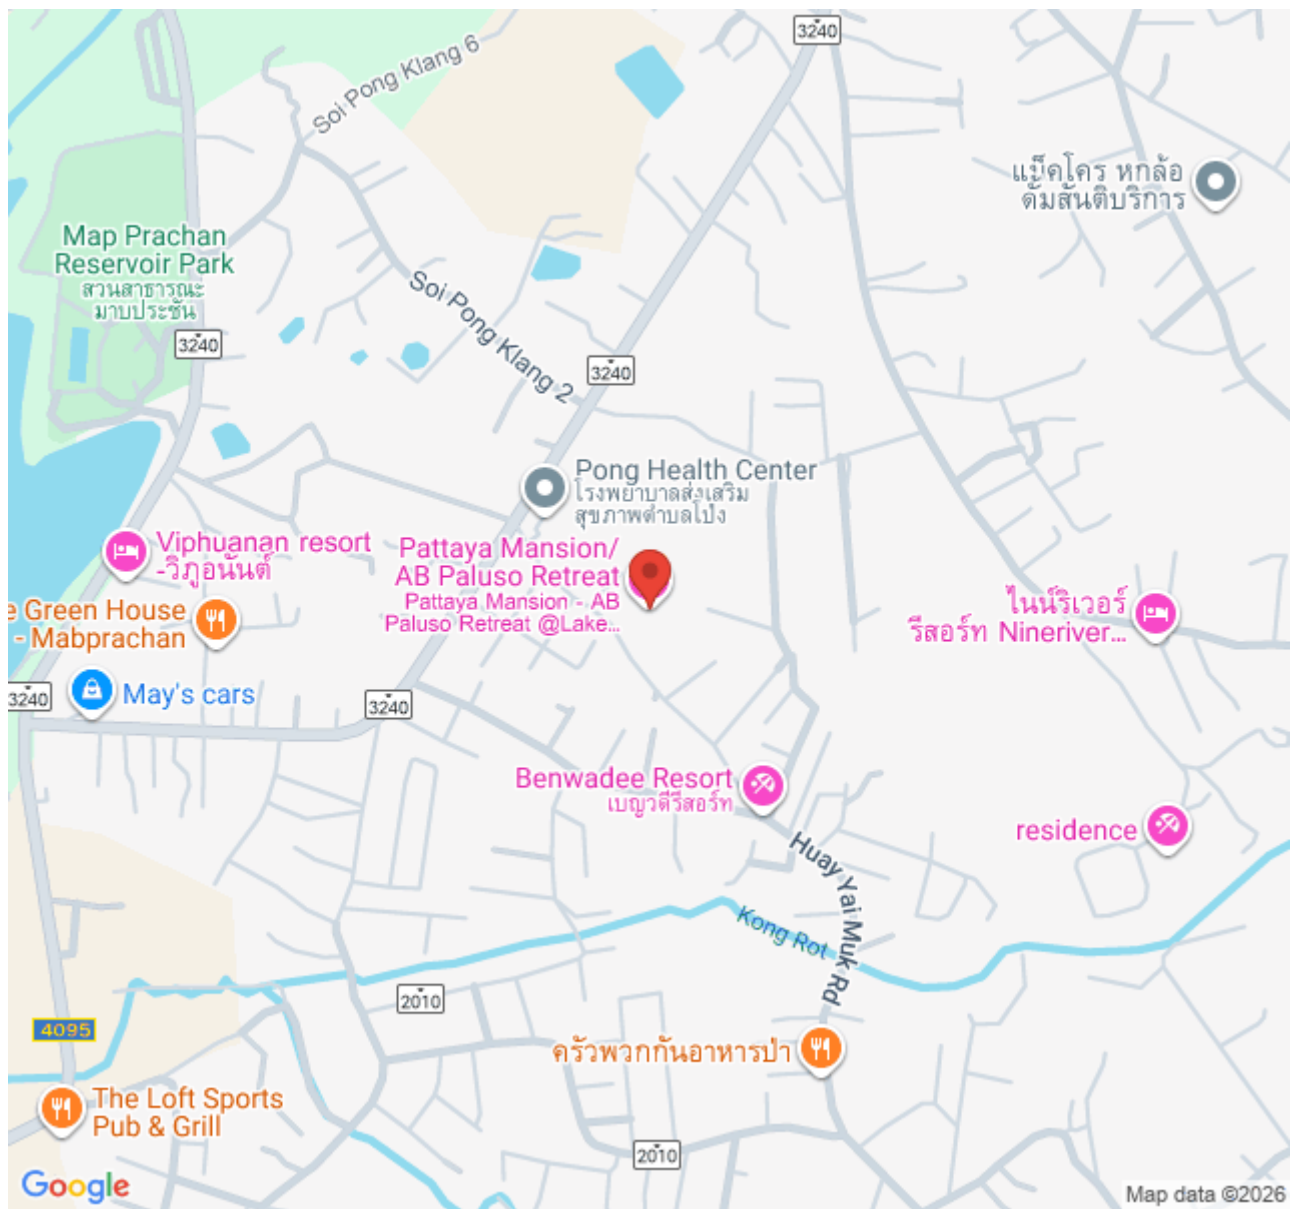 3240
Soi Pong Klang 6
แบ็คโคร หกล้อ
ดั้มสันติบริการ
Map Prachan
Reservoir Park
สวนสาธารณะ
มาบประชัน
Soi Pong Klang 2
3240
3240
Pong Health Center
โรงพยาบาลส่งเสริม
สุขภาพตำบลโป่ง
Viphuanan resort
-วิภูอนันต์
Pattaya Mansion/
AB Paluso Retreat
Pattaya Mansion - AB
Paluso Retreat @Lake...
e Green House
- Mabprachan
ไนน์ริเวอร์
รีสอร์ท Nineriver...
3240
May's cars
3240
Benwadee Resort
เบญวดีรีสอร์ท
residence
Huay Yai Muk Rd
Kong Rot
2010
4095
ครัวพวกกันอาหารป่า
The Loft Sports
Pub & Grill
2010
Google
Map data ©2026